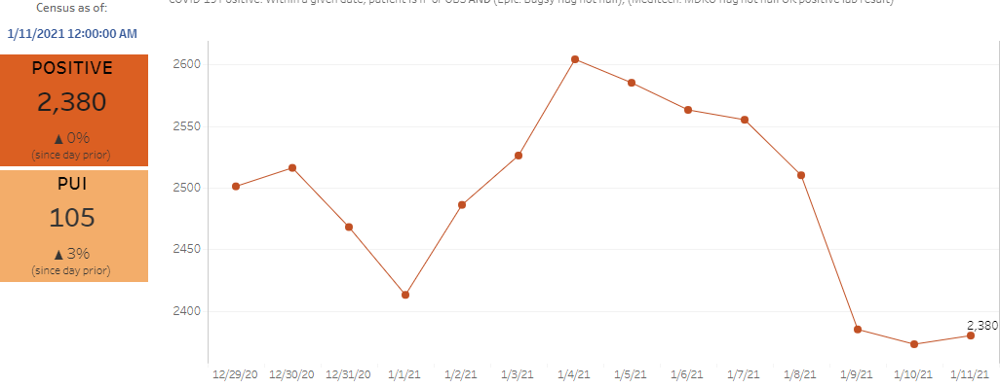 Census as of:
1/11/2021 12:00:00 AM
POSITIVE
2,380
▲ 0%
(since day prior)
PUI
105
▲ 3%
(since day prior)
2600
2550
2500
2450
2400
2,380
12/29/20 12/30/20 12/31/20 1/1/21 1/2/21 1/3/21 1/4/21 1/5/21 1/6/21 1/7/21 1/8/21 1/9/21 1/10/21 1/11/21